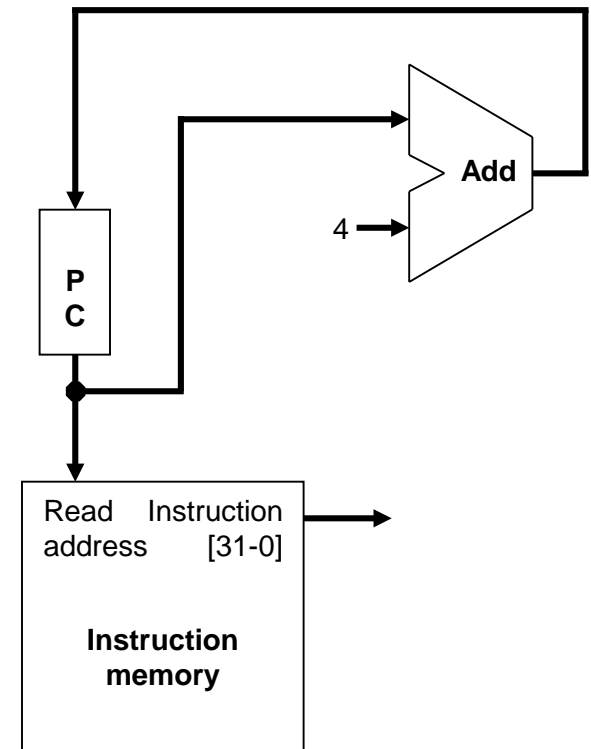 Add
4
P
C
Read Instruction
address [31-0]
Instruction
memory